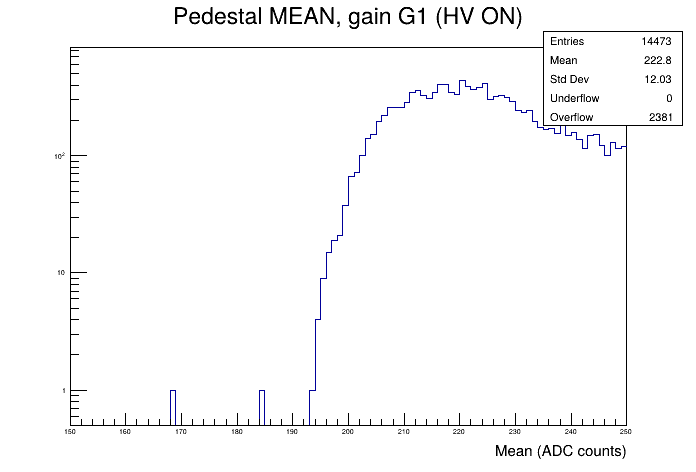 Pedestal MEAN, gain G1 (HV ON)
Entries 14473
Mean 222.8
Std Dev 12.03
Underflow 0
Overflow 2381
10²
10
1
150 160 170 180 190 200 210 220 230 240 250
Mean (ADC counts)